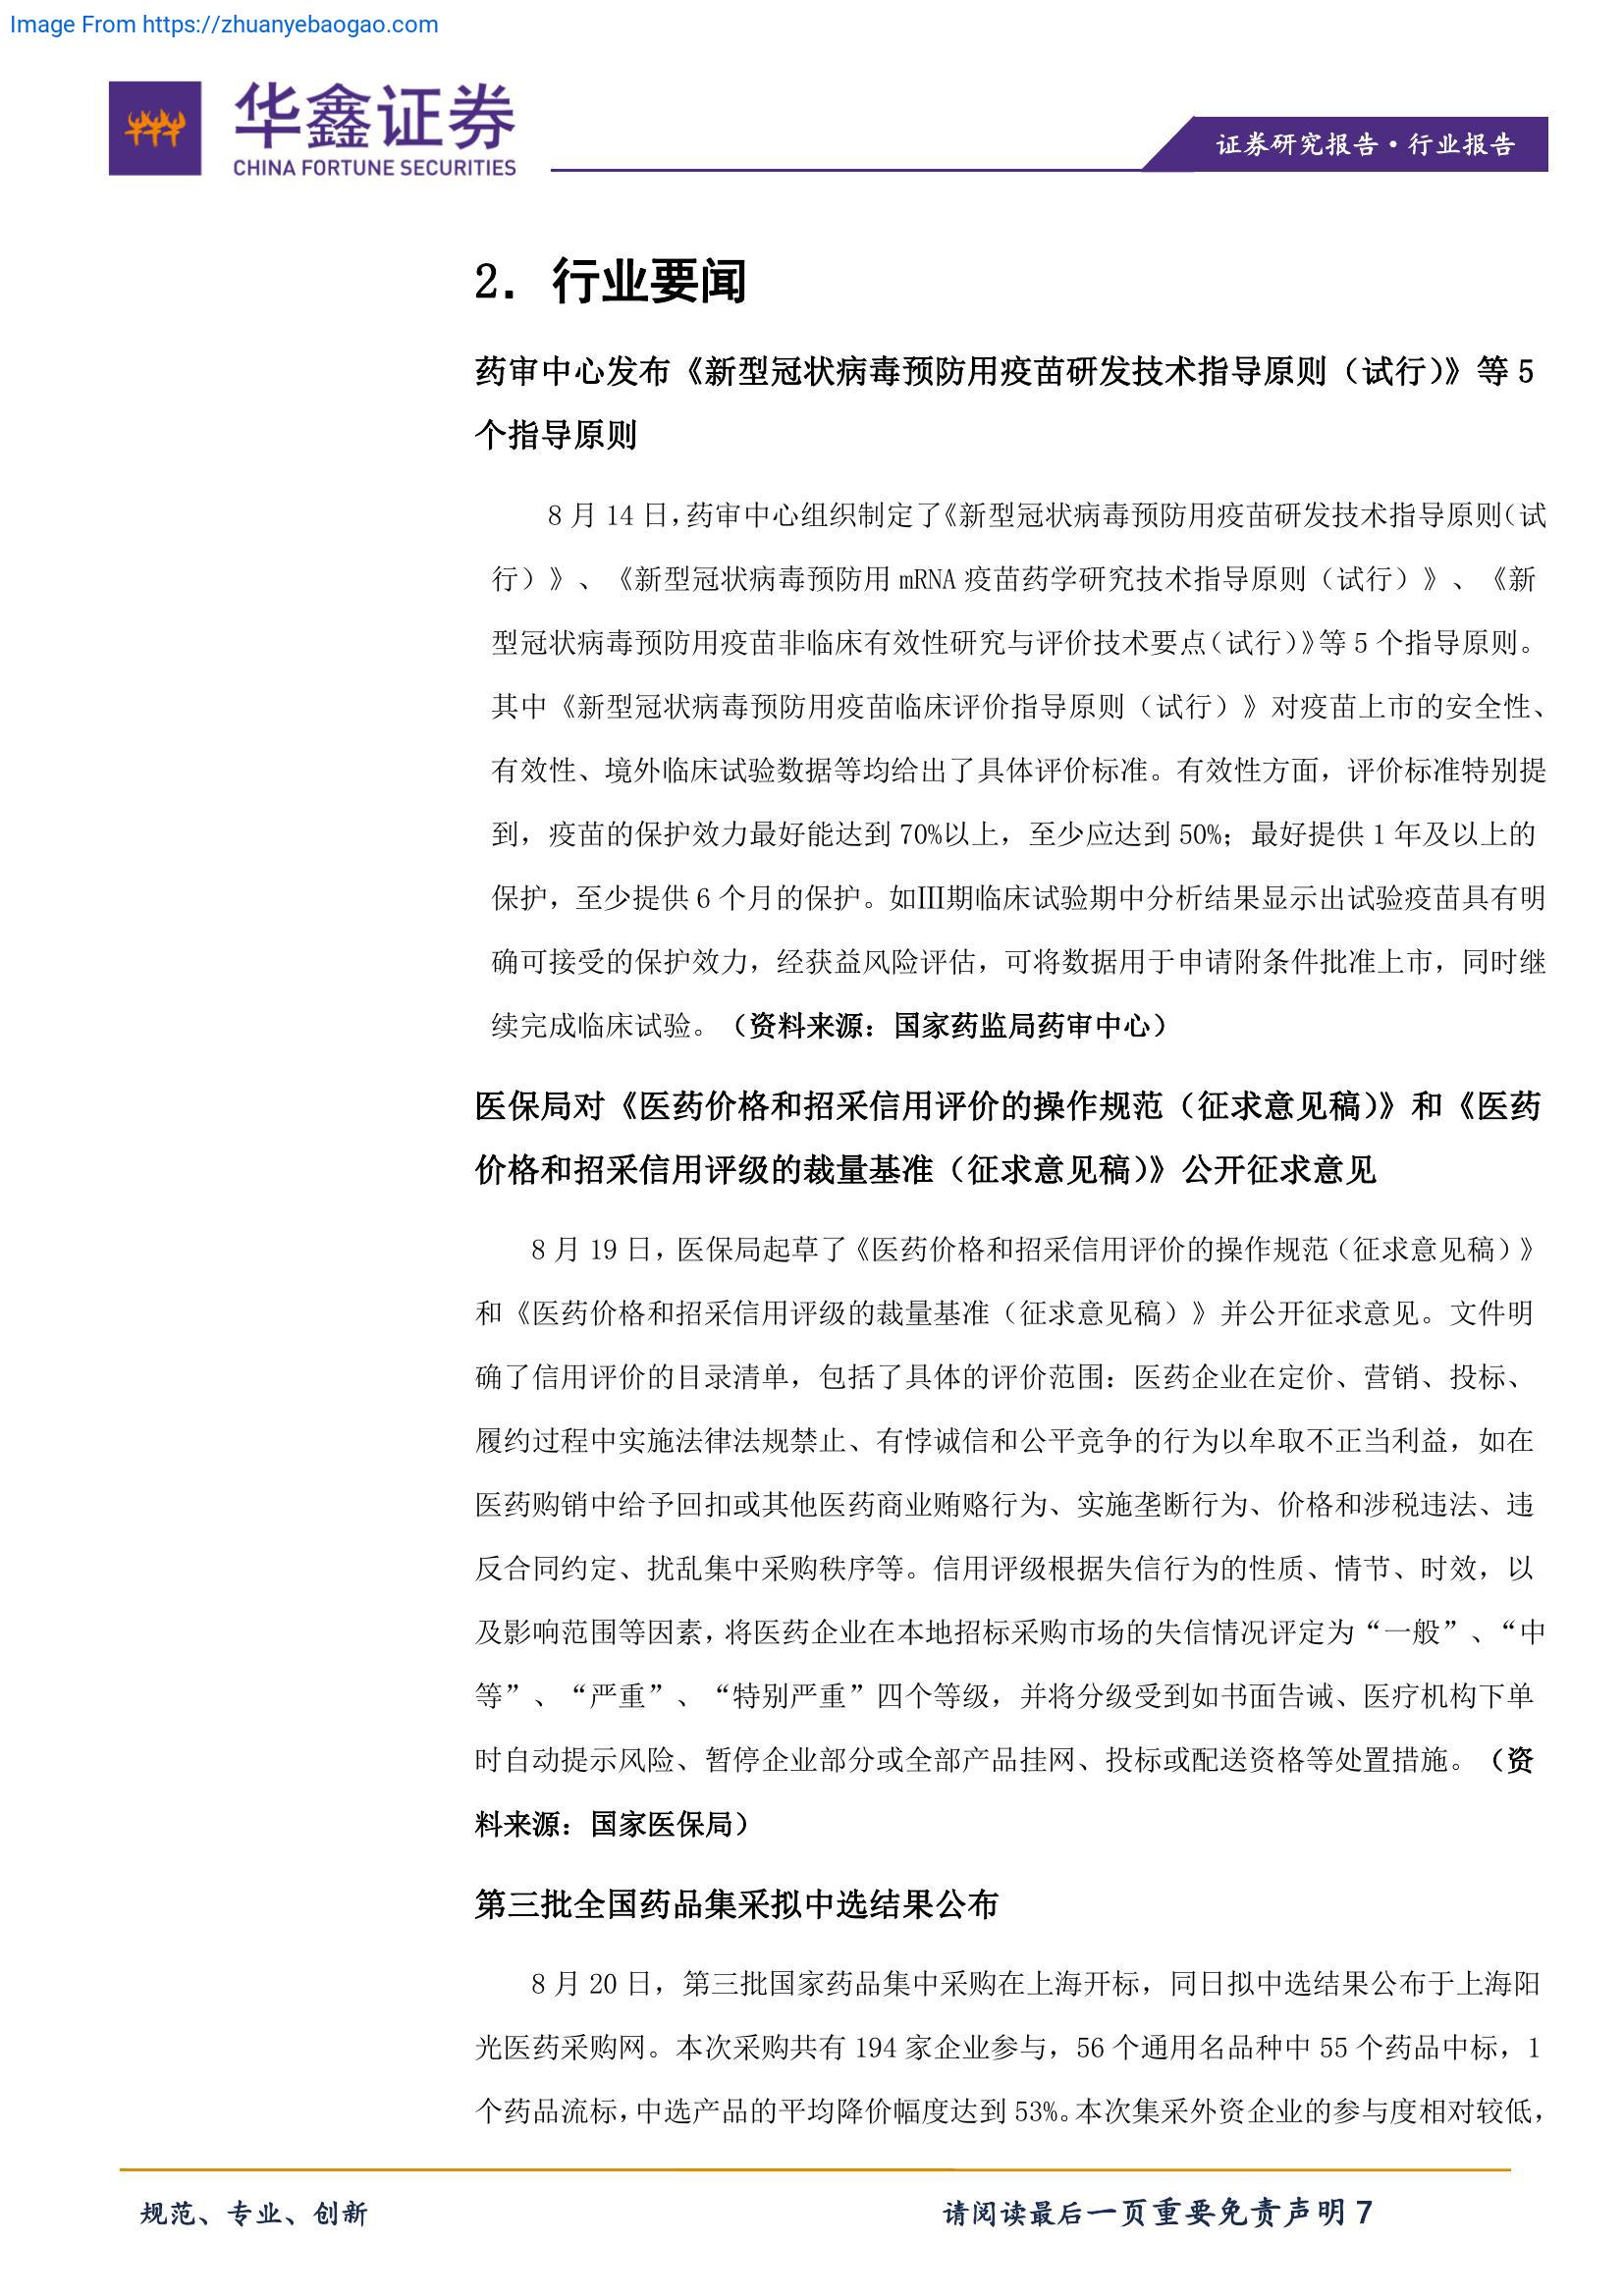 Image From https://zhuanyebaogao.com
华鑫证券
CHINA FORTUNE SECURITIES
证券研究报告·行业报告
2. 行业要闻
药审中心发布《新型冠状病毒预防用疫苗研发技术指导原则（试行）》等 5
个指导原则
8 月 14 日，药审中心组织制定了《新型冠状病毒预防用疫苗研发技术指导原则（试
行）》、《新型冠状病毒预防用 mRNA 疫苗药学研究技术指导原则（试行）》、《新
型冠状病毒预防用疫苗非临床有效性研究与评价技术要点（试行）》等 5 个指导原则。
其中《新型冠状病毒预防用疫苗临床评价指导原则（试行）》对疫苗上市的安全性、
有效性、境外临床试验数据等均给出了具体评价标准。有效性方面，评价标准特别提
到，疫苗的保护效力最好能达到 70%以上，至少应达到 50%；最好提供 1 年及以上的
保护，至少提供 6 个月的保护。如Ⅲ期临床试验期中分析结果显示出试验疫苗具有明
确可接受的保护效力，经获益风险评估，可将数据用于申请附条件批准上市，同时继
续完成临床试验。（资料来源：国家药监局药审中心）
医保局对《医药价格和招采信用评价的操作规范（征求意见稿）》和《医药
价格和招采信用评级的裁量基准（征求意见稿）》公开征求意见
8 月 19 日，医保局起草了《医药价格和招采信用评价的操作规范（征求意见稿）》
和《医药价格和招采信用评级的裁量基准（征求意见稿）》并公开征求意见。文件明
确了信用评价的目录清单，包括了具体的评价范围：医药企业在定价、营销、投标、
履约过程中实施法律法规禁止、有悖诚信和公平竞争的行为以牟取不正当利益，如在
医药购销中给予回扣或其他医药商业贿赂行为、实施垄断行为、价格和涉税违法、违
反合同约定、扰乱集中采购秩序等。信用评级根据失信行为的性质、情节、时效，以
及影响范围等因素，将医药企业在本地招标采购市场的失信情况评定为“一般”、“中
等”、“严重”、“特别严重”四个等级，并将分级受到如书面告诫、医疗机构下单
时自动提示风险、暂停企业部分或全部产品挂网、投标或配送资格等处置措施。（资
料来源：国家医保局）
第三批全国药品集采拟中选结果公布
8 月 20 日，第三批国家药品集中采购在上海开标，同日拟中选结果公布于上海阳
光医药采购网。本次采购共有 194 家企业参与，56 个通用名品种中 55 个药品中标，1
个药品流标，中选产品的平均降价幅度达到 53%。本次集采外资企业的参与度相对较低，
规范、专业、创新
请阅读最后一页重要免责声明 7